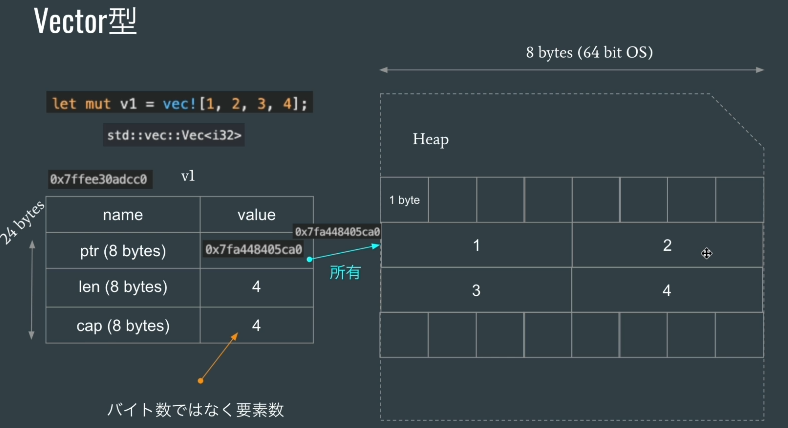 Vector型
8 bytes (64 bit OS)
let mut v1 = vec![1, 2, 3, 4];
std::vec::Vec<i32>
Heap
0x7ffee30adcc0
v1
1 byte
24 bytes
name
value
ptr (8 bytes)
0x7fa448405ca0
0x7fa448405ca0
所有
1
2
len (8 bytes)
4
3
4
cap (8 bytes)
4
バイト数ではなく要素数